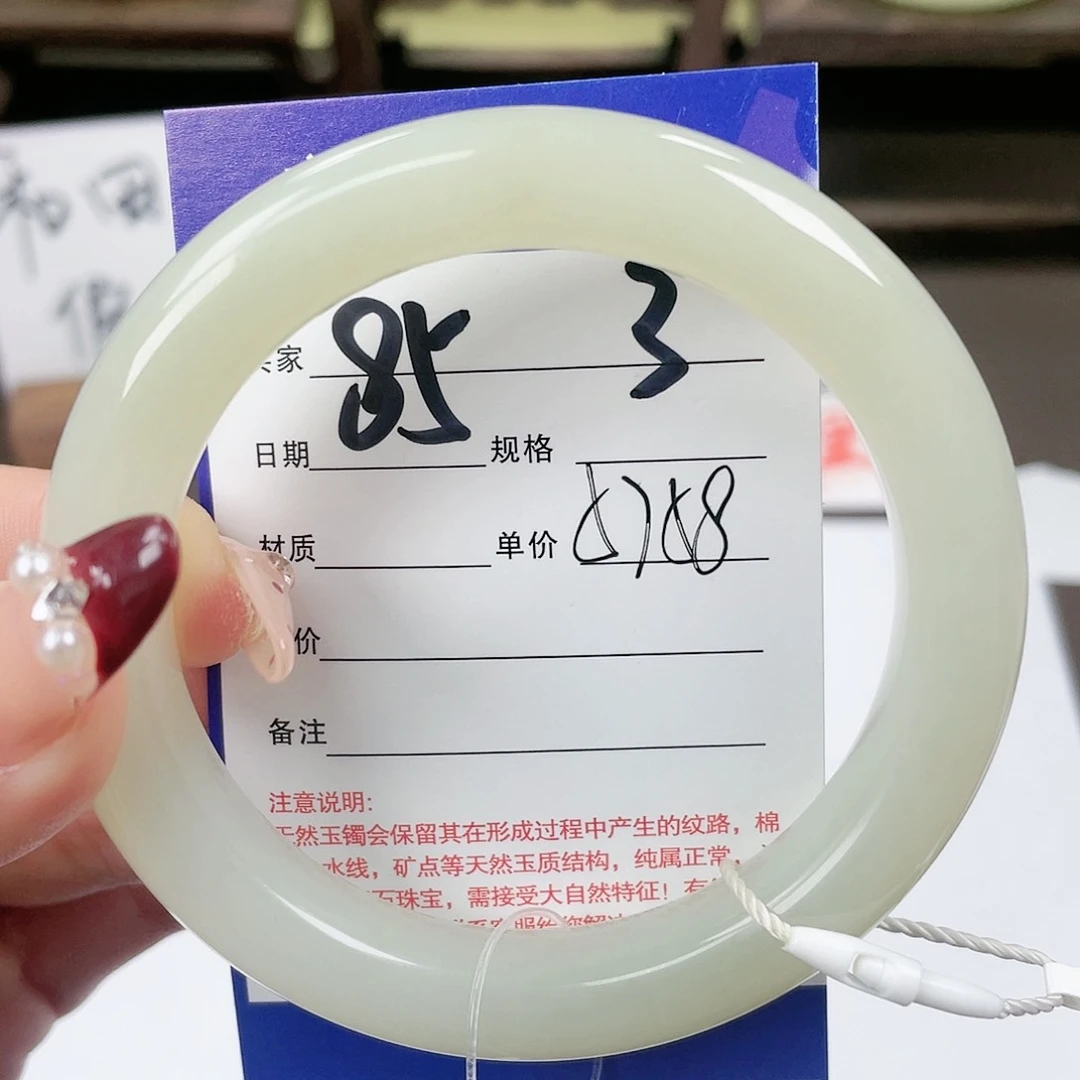 和田
85 3
家
日期 规格
材质 单价
价
备注
注意说明:
天然玉镯会保留其在形成过程中产生的纹路，棉
水线，矿点等天然玉质结构，纯属正常，
石珠宝，需接受大自然特征！有